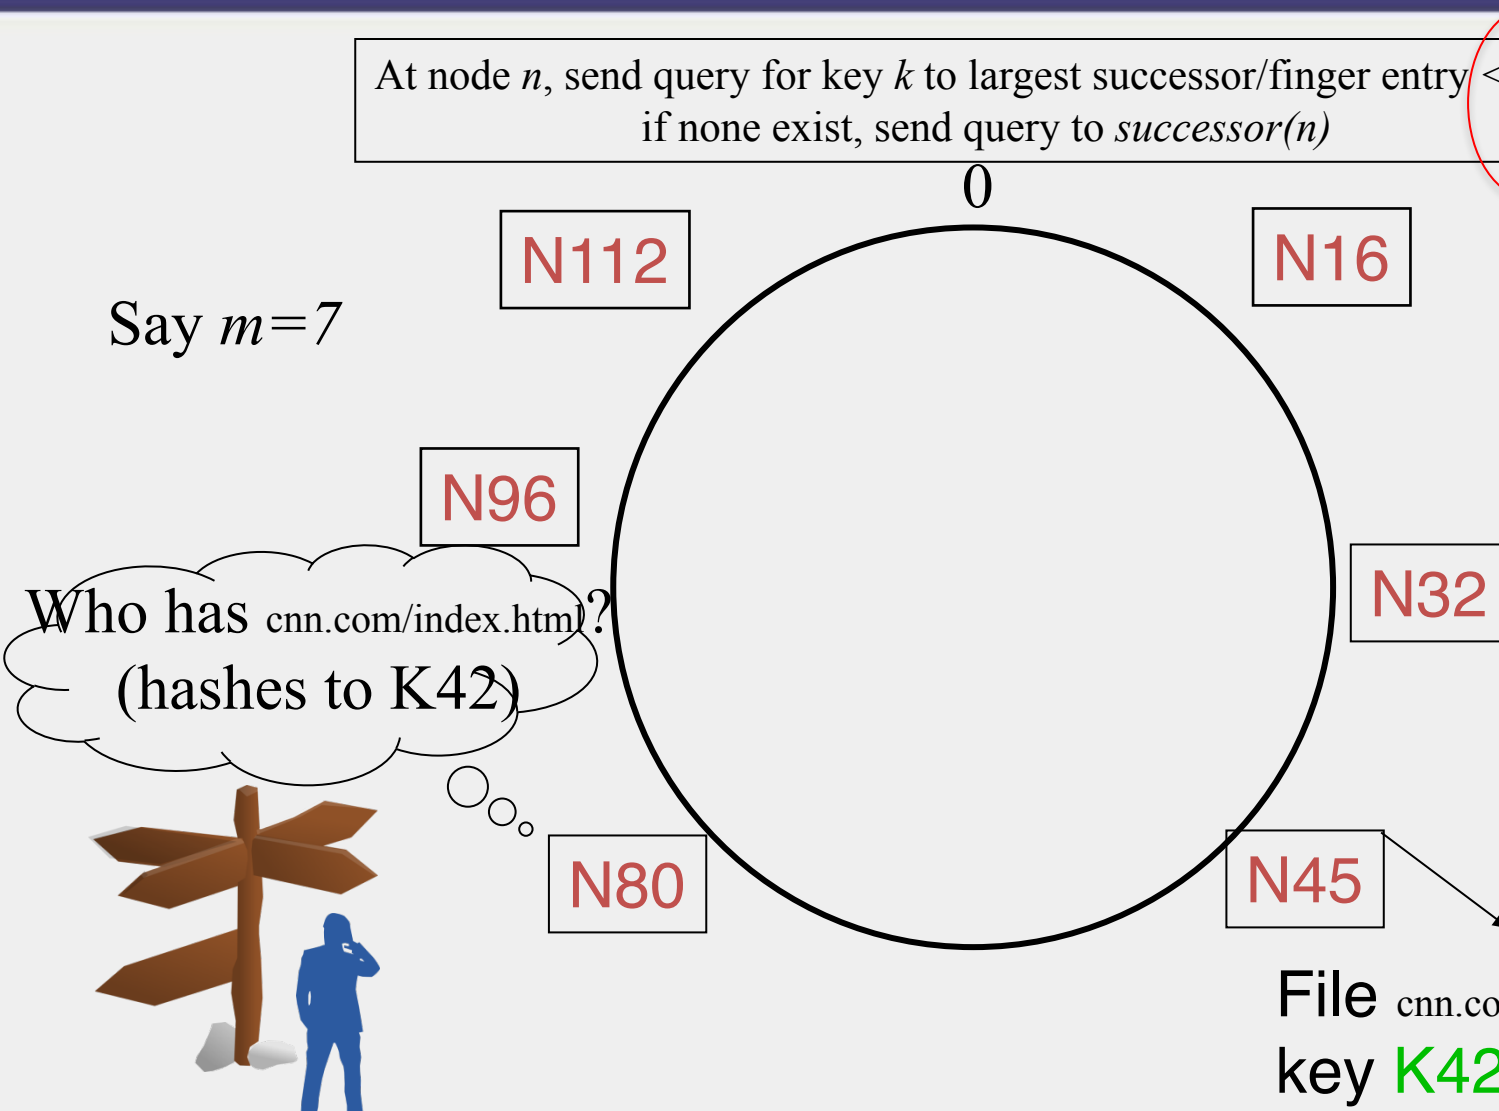 At node n, send query for key k to largest successor/finger entry <
if none exist, send query to successor(n)
0
N112
N16
Say m=7
N96
N32
Who has cnn.com/index.html?
(hashes to K42)
N80
N45
File cnn.co
key K42